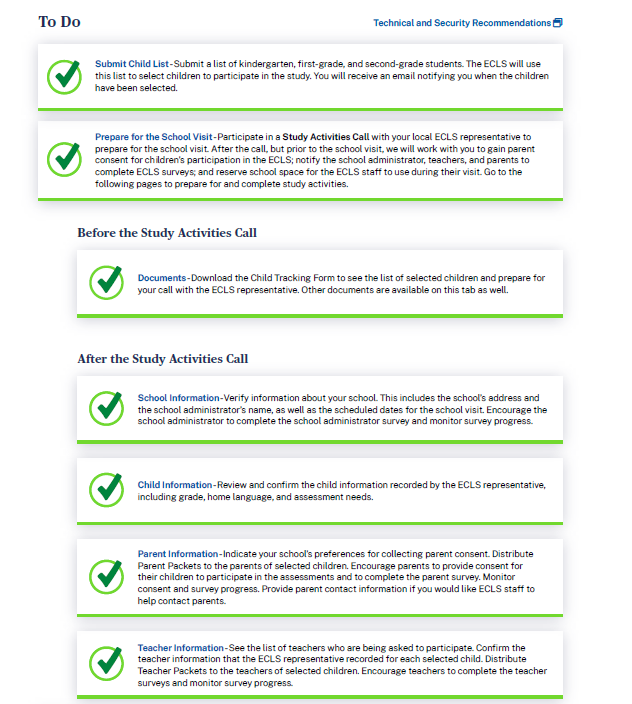 To Do
Technical and Security Recommendations
Submit Child List-Submit a list of kindergarten, first-grade, and second-grade students. The ECLS will use
this list to select children to participate in the study. You will receive an email notifying you when the children
have been selected.
Prepare for the School Visit-Participate in a Study Activities Call with your local ECLS representative to
prepare for the school visit. After the call, but prior to the school visit, we will work with you to gain parent
consent for children's participation in the ECLS; notify the school administrator, teachers, and parents to
complete ECLS surveys; and reserve school space for the ECLS staff to use during their visit. Go to the
following pages to prepare for and complete study activities.
Before the Study Activities Call
Documents-Download the Child Tracking Form to see the list of selected children and prepare for
your call with the ECLS representative. Other documents are available on this tab as well.
After the Study Activities Call
School Information-Verify information about your school. This includes the school's address and
the school administrator's name, as well as the scheduled dates for the school visit. Encourage the
school administrator to complete the school administrator survey and monitor survey progress.
Child Information-Review and confirm the child information recorded by the ECLS representative,
including grade, home language, and assessment needs.
Parent Information-Indicate your school's preferences for collecting parent consent. Distribute
Parent Packets to the parents of selected children. Encourage parents to provide consent for
their children to participate in the assessments and to complete the parent survey. Monitor
consent and survey progress. Provide parent contact information if you would like ECLS staff to
help contact parents.
Teacher Information-See the list of teachers who are being asked to participate. Confirm the
teacher information that the ECLS representative recorded for each selected child. Distribute
Teacher Packets to the teachers of selected children. Encourage teachers to complete the teacher
surveys and monitor survey progress.